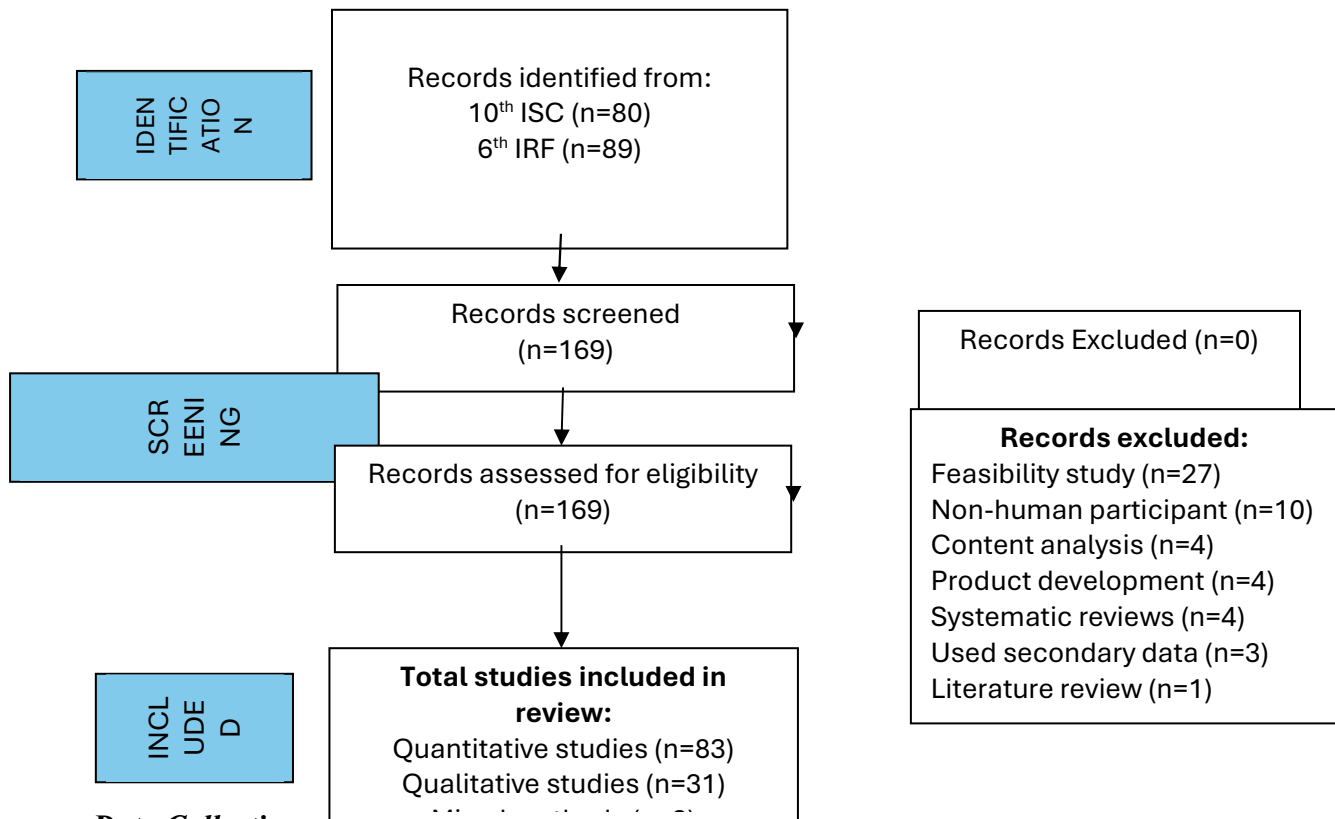 IDEN
TIFIC
ATIO
N
Records identified from:
10th ISC (n=80)
6th IRF (n=89)
Records screened
(n=169)
Records Excluded (n=0)
SCR
EENI
NG
Records assessed for eligibility
(n=169)
Records excluded:
Feasibility study (n=27)
Non-human participant (n=10)
Content analysis (n=4)
Product development (n=4)
Systematic reviews (n=4)
Used secondary data (n=3)
Literature review (n=1)
INCL
UDE
D
Total studies included in
review:
Quantitative studies (n=83)
Qualitative studies (n=31)